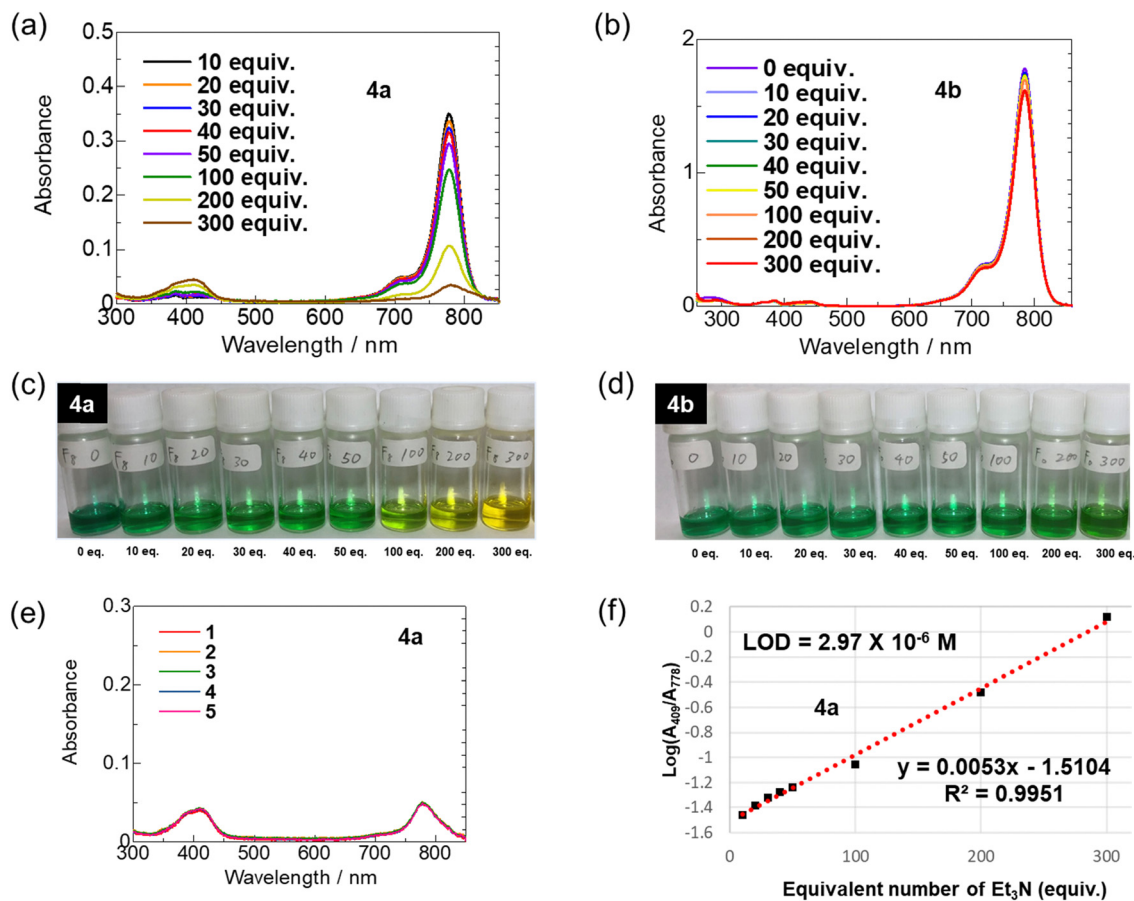 (a)
0.5
0.4
0.3
0.2
0.1
0
Absorbance
10 equiv.
20 equiv.
30 equiv.
40 equiv.
50 equiv.
100 equiv.
200 equiv.
300 equiv.
4a
300 400 500 600 700 800
Wavelength / nm
(b)
2
1
0
Absorbance
0 equiv.
10 equiv.
20 equiv.
30 equiv.
40 equiv.
50 equiv.
100 equiv.
200 equiv.
300 equiv.
4b
300 400 500 600 700 800
Wavelength / nm
(c)
4a
F8 0 F8 10 F8 20 F8 30 F8 40 F8 50 F8 100 F8 200 F8 300
0 eq. 10 eq. 20 eq. 30 eq. 40 eq. 50 eq. 100 eq. 200 eq. 300 eq.
(d)
4b
0 10 20 30 40 50 100 F0 200 F0 300
0 eq. 10 eq. 20 eq. 30 eq. 40 eq. 50 eq. 100 eq. 200 eq. 300 eq.
(e)
0.3
0.2
0.1
0
Absorbance
1
2
3
4
5
4a
300 400 500 600 700 800
Wavelength / nm
(f)
0.2
0
-0.2
-0.4
-0.6
-0.8
-1
-1.2
-1.4
-1.6
Log(A₄₀₉/A₇₇₈)
LOD = 2.97 X 10⁻⁶ M
4a
y = 0.0053x - 1.5104
R² = 0.9951
0 100 200 300
Equivalent number of Et₃N (equiv.)